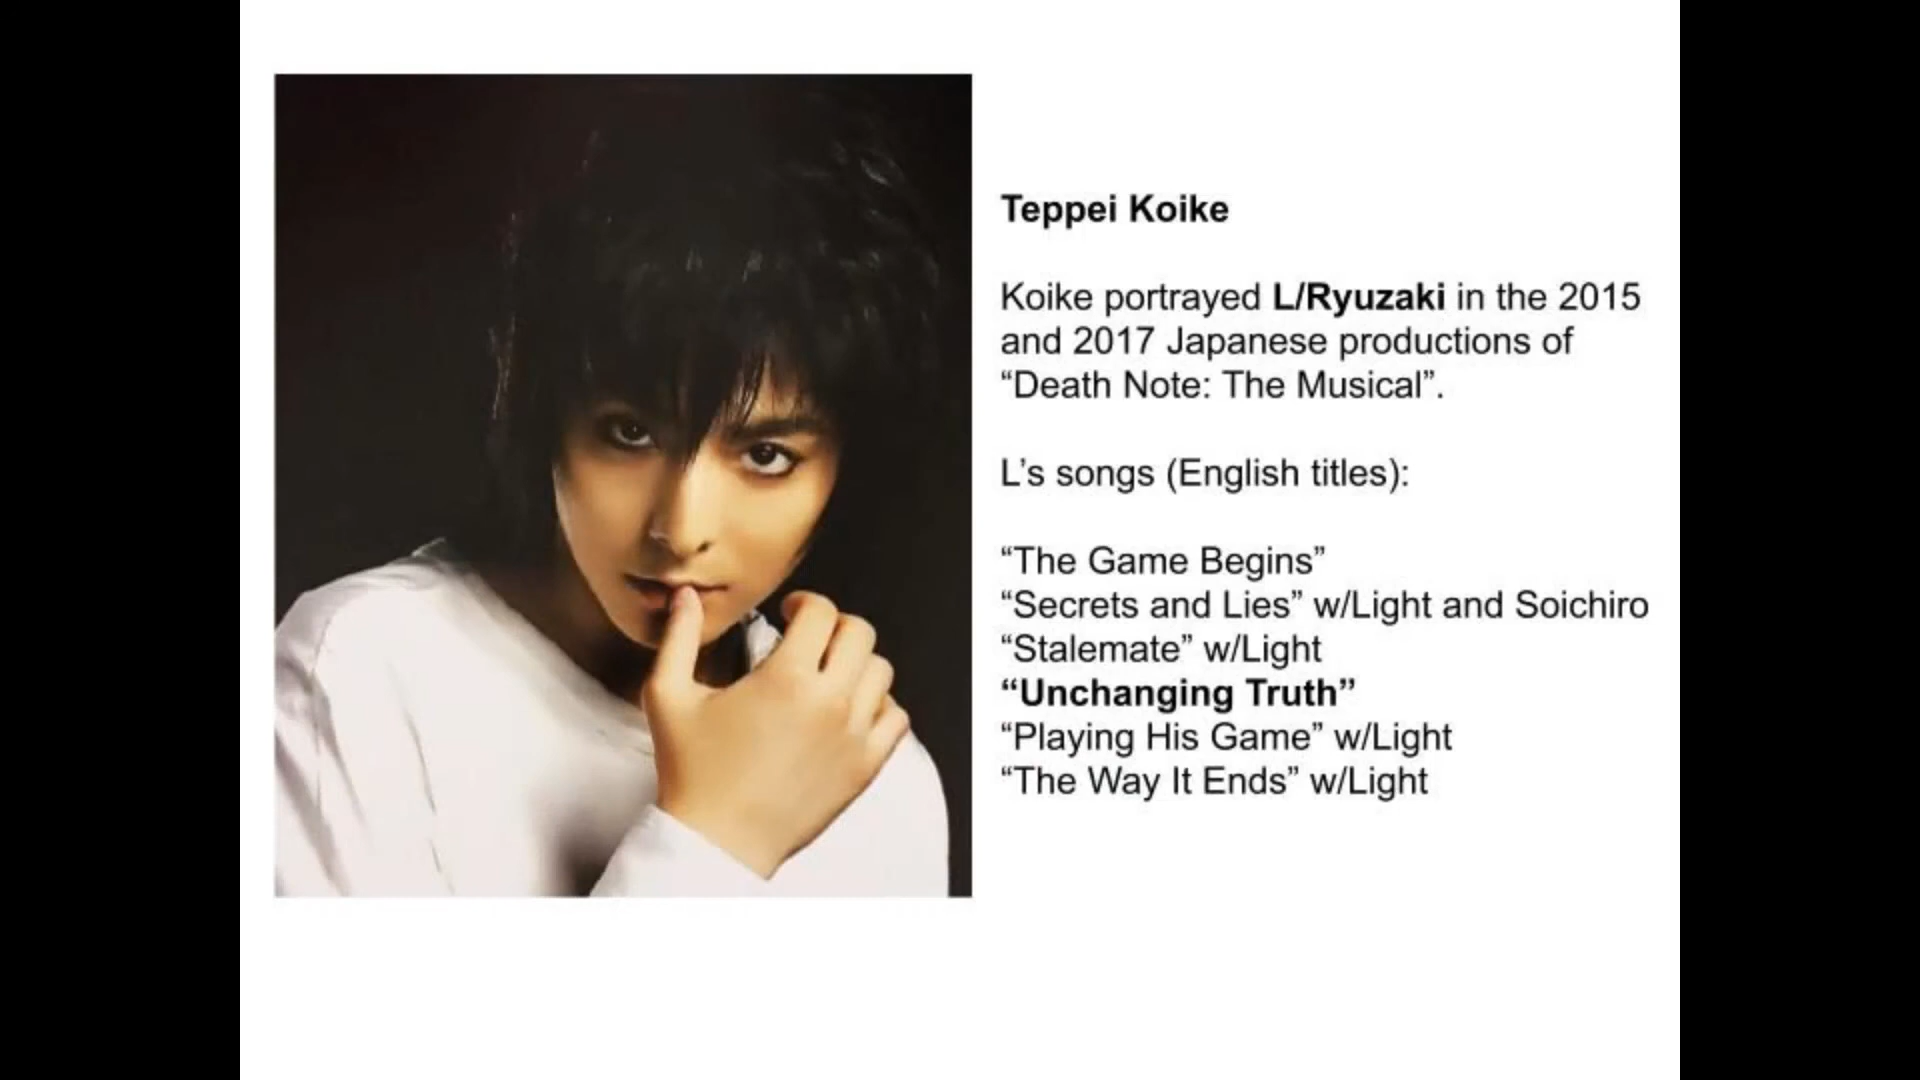 Teppei Koike
Koike portrayed L/Ryuzaki in the 2015
and 2017 Japanese productions of
“Death Note: The Musical”.
L’s songs (English titles):
“The Game Begins”
“Secrets and Lies” w/Light and Soichiro
“Stalemate” w/Light
“Unchanging Truth”
“Playing His Game” w/Light
“The Way It Ends” w/Light